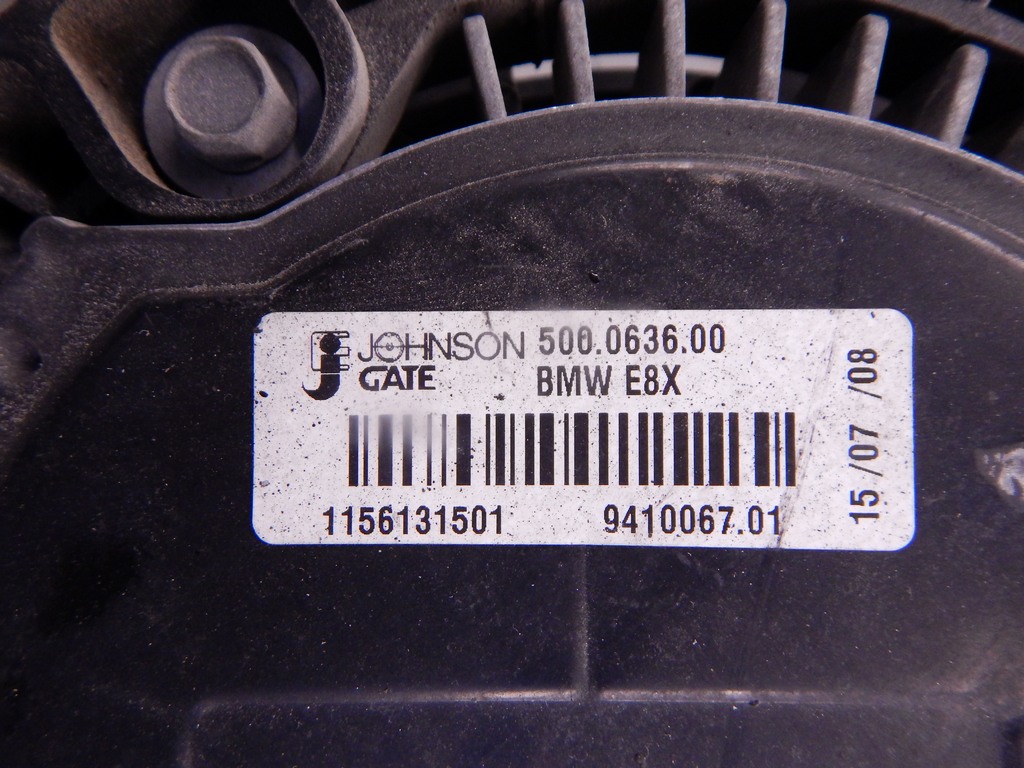 JOHNSON 500.0636.00
GATE BMW E8X
1156131501 9410067.01
15 /07 /08